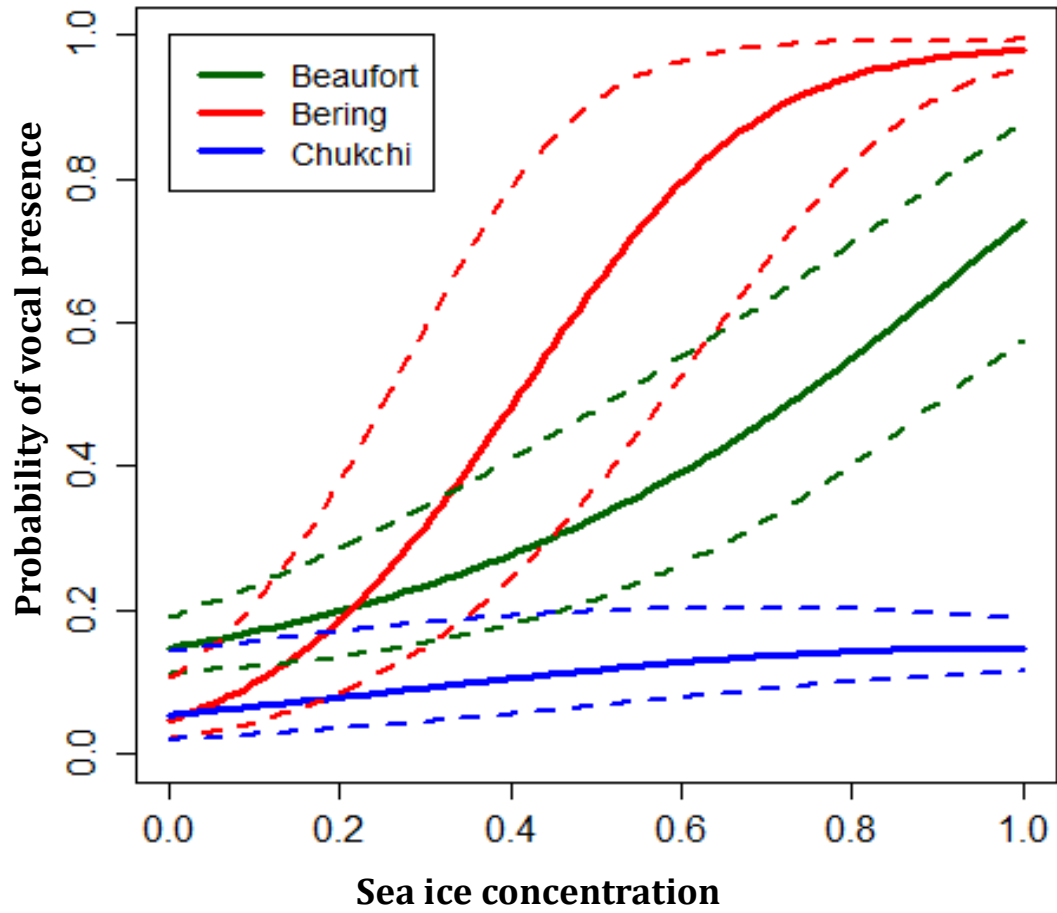 Beaufort
Bering
Chukchi
Probability of vocal presence
1.0
0.8
0.6
0.4
0.2
0.0
0.0 0.2 0.4 0.6 0.8 1.0
Sea ice concentration